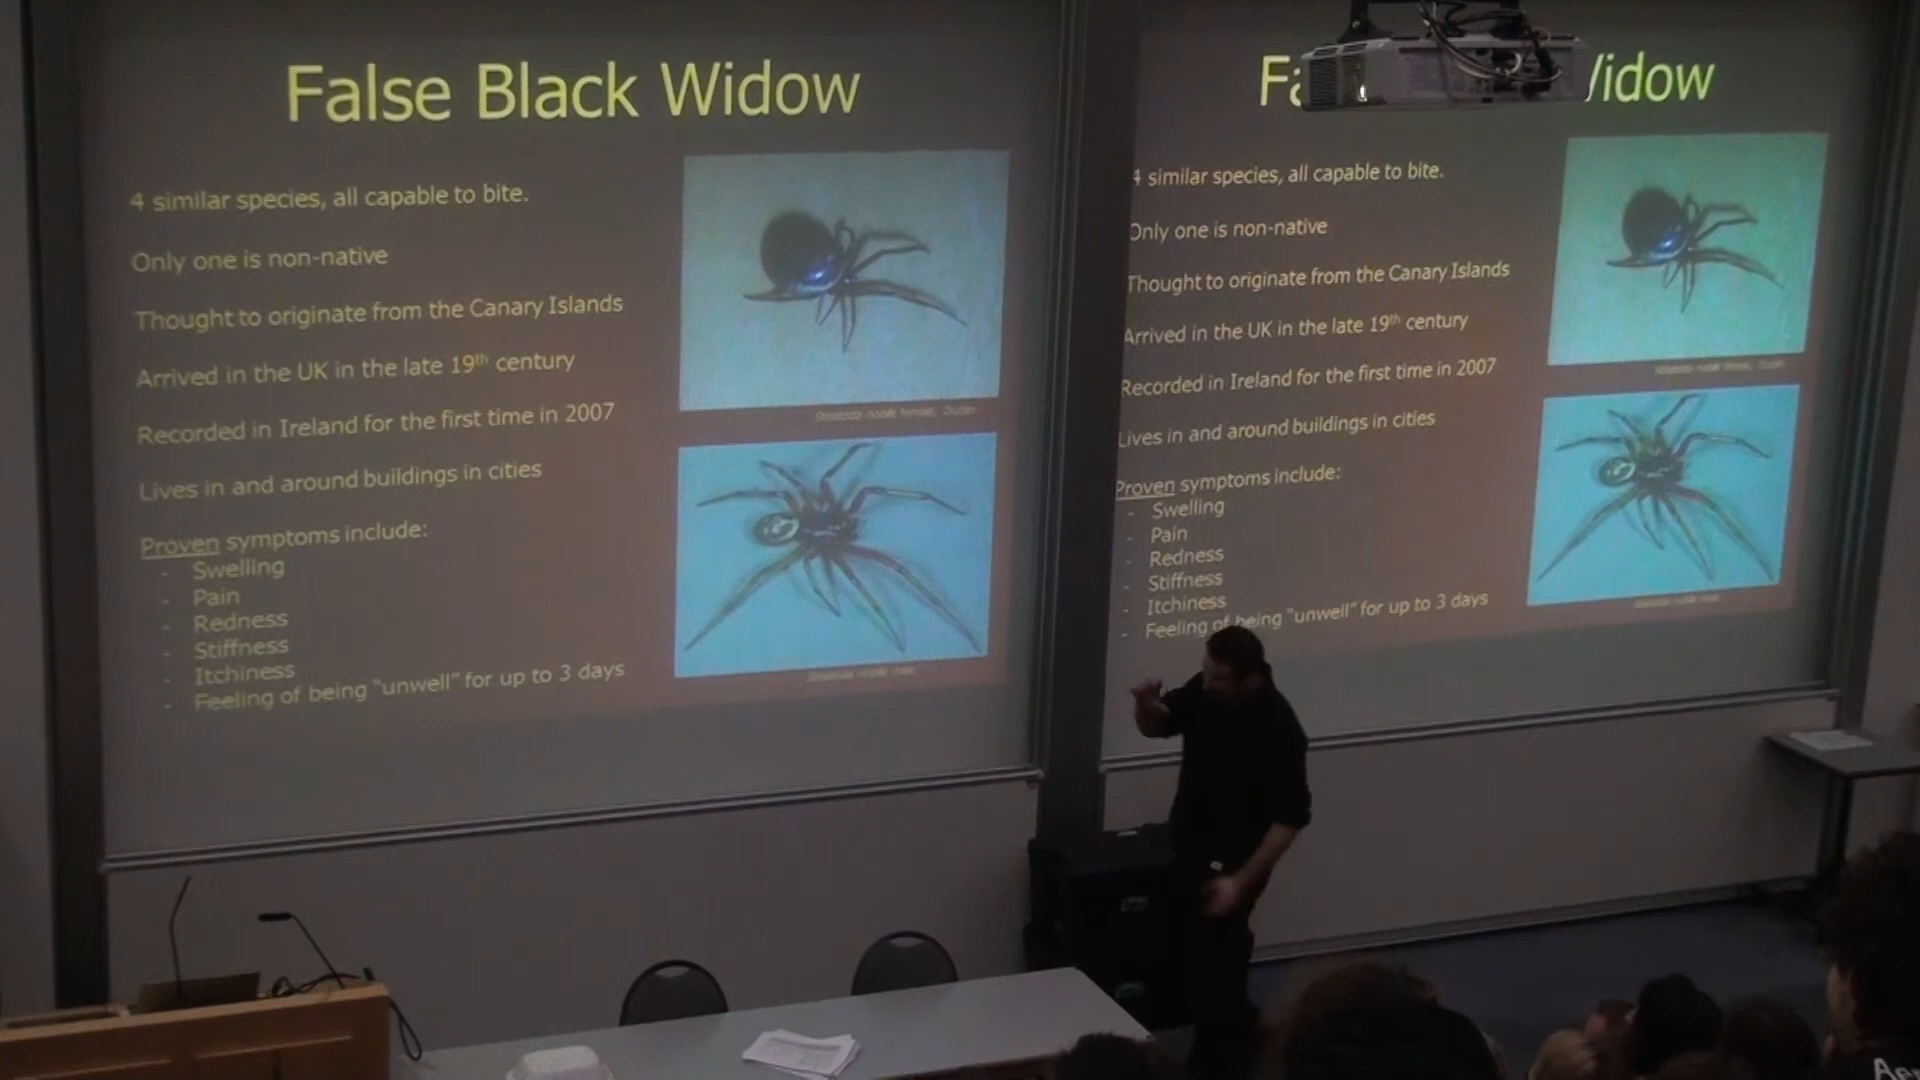 False Black Widow
4 similar species, all capable to bite.
Only one is non-native
Thought to originate from the Canary Islands
Arrived in the UK in the late 19th century
Recorded in Ireland for the first time in 2007
Lives in and around buildings in cities
Proven symptoms include:
- Swelling
- Pain
- Redness
- Stiffness
- Itchiness
- Feeling of being "unwell" for up to 3 days
Steatoda nobilis female, Dublin
idow
4 similar species, all capable to bite.
Only one is non-native
Thought to originate from the Canary Islands
Arrived in the UK in the late 19th century
Recorded in Ireland for the first time in 2007
Lives in and around buildings in cities
Proven symptoms include:
- Swelling
- Pain
- Redness
- Stiffness
- Itchiness
- Feeling of being "unwell" for up to 3 days